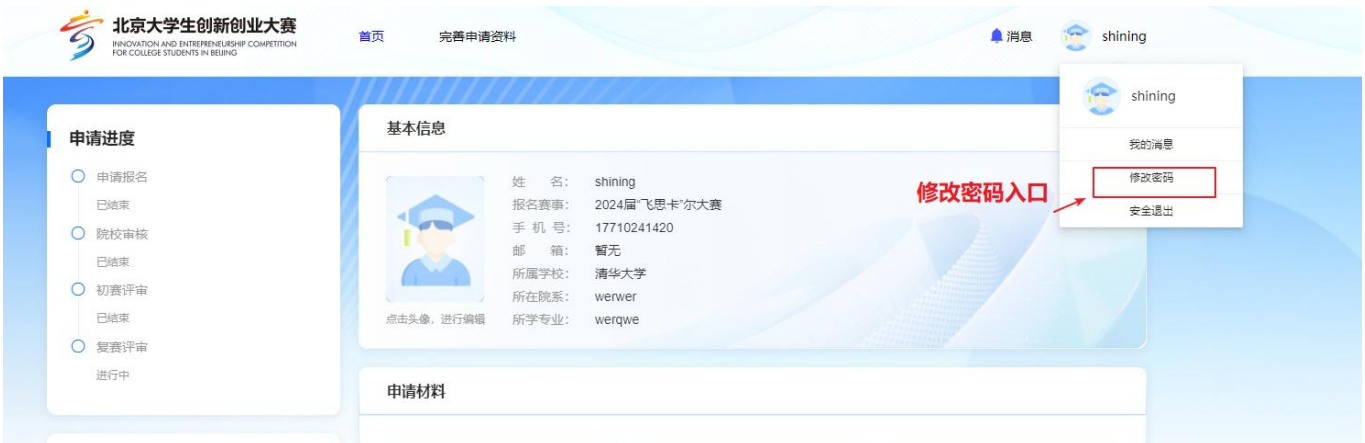 北京大学生创新创业大赛
INNOVATION AND ENTREPRENEURSHIP COMPETITION
FOR COLLEGE STUDENTS IN BEIJING
首页 完善申请资料 消息 shining
shining
我的消息
修改密码
安全退出
修改密码入口
申请进度
申请报名
已结束
院校审核
已结束
初赛评审
已结束
复赛评审
进行中
基本信息
点击头像，进行编辑
姓 名： shining
报名赛事： 2024届“飞思卡”尔大赛
手 机 号： 17710241420
邮 箱： 暂无
所属学校： 清华大学
所在院系： werwer
所学专业： werqwe
申请材料